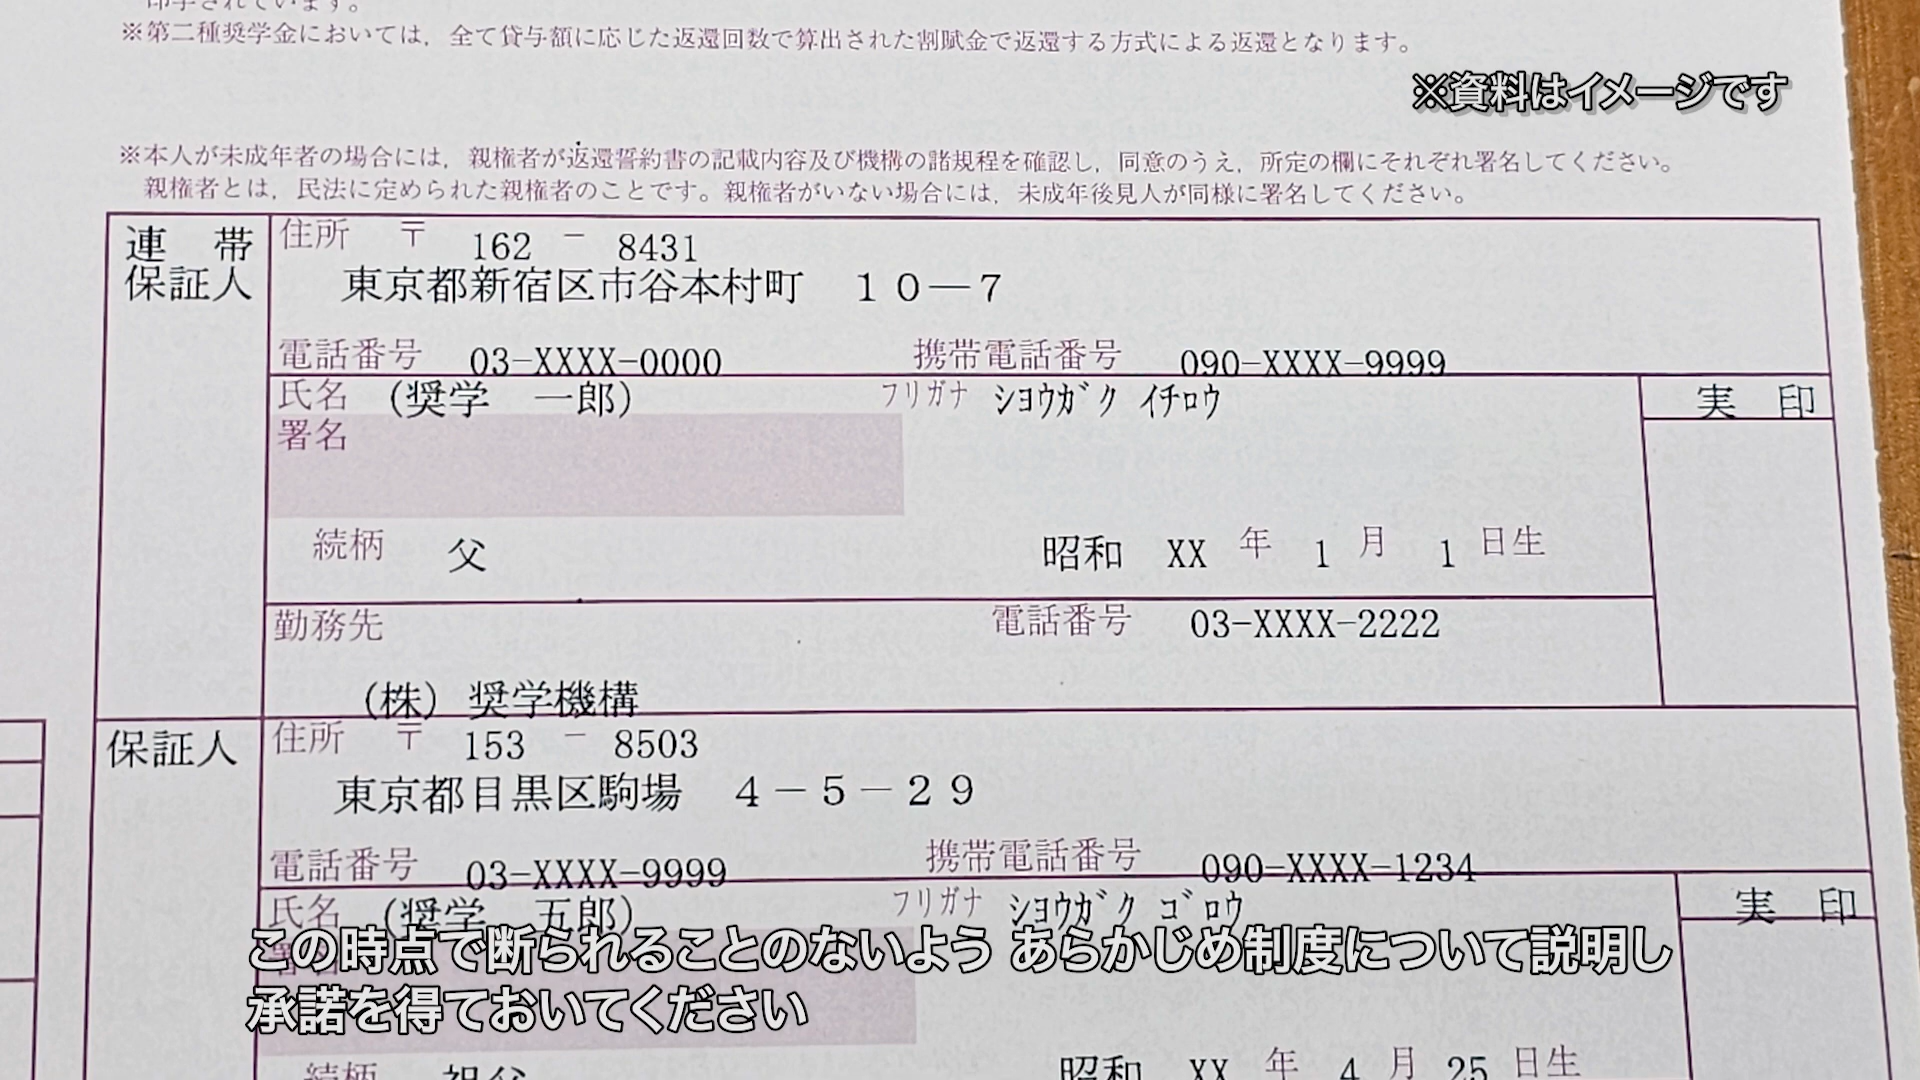 印字されています。
※第二種奨学金においては，全て貸与額に応じた返還回数で算出された割賦金で返還する方式による返還となります。
※資料はイメージです
※本人が未成年者の場合には，親権者が返還誓約書の記載内容及び機構の諸規程を確認し，同意のうえ，所定の欄にそれぞれ署名してください。
親権者とは，民法に定められた親権者のことです。親権者がいない場合には，未成年後見人が同様に署名してください。
連帯保証人
住所 〒 162 － 8431
東京都新宿区市谷本村町 １０―７
電話番号 03-XXXX-0000 携帯電話番号 090-XXXX-9999
氏名 (奨学 一郎) フリガナ ｼﾖｳｶﾞｸ ｲﾁﾛｳ 実印
署名
続柄 父 昭和 XX 年 1 月 1 日生
勤務先 電話番号 03-XXXX-2222
(株) 奨学機構
保証人
住所 〒 153 － 8503
東京都目黒区駒場 ４－５－２９
電話番号 03-XXXX-9999 携帯電話番号 090-XXXX-1234
氏名 (奨学 五郎) フリガナ ｼﾖｳｶﾞｸ ｺﾞﾛｳ 実印
署名
この時点で断られることのないよう あらかじめ制度について説明し
承諾を得ておいてください
続柄 祖父 昭和 XX 年 4 月 25 日生